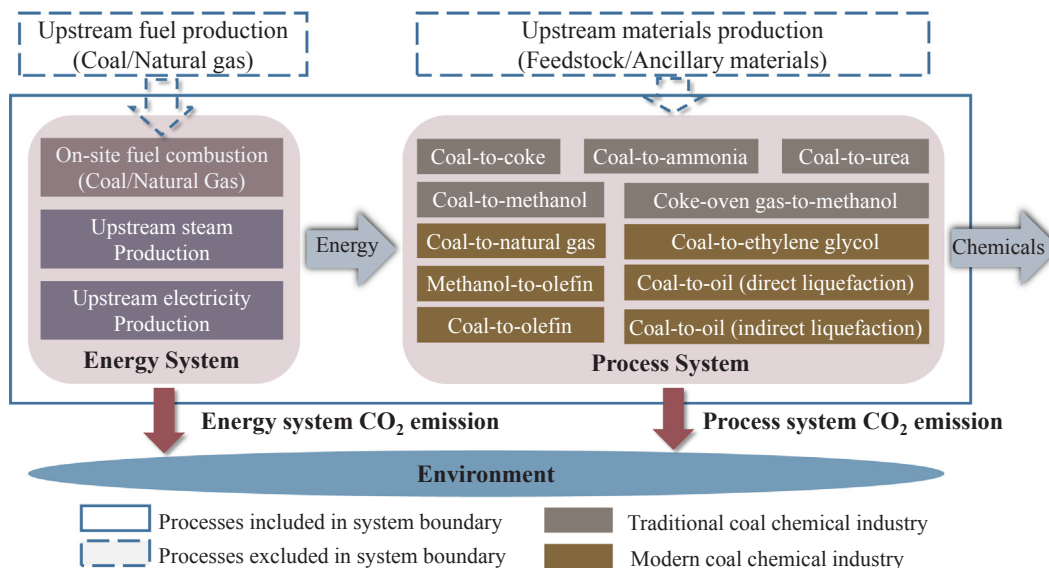 Upstream fuel production
(Coal/Natural gas)
Upstream materials production
(Feedstock/Ancillary materials)
On-site fuel combustion
(Coal/Natural Gas)
Upstream steam
Production
Upstream electricity
Production
Energy System
Energy
Coal-to-coke
Coal-to-ammonia
Coal-to-urea
Coal-to-methanol
Coke-oven gas-to-methanol
Coal-to-natural gas
Coal-to-ethylene glycol
Methanol-to-olefin
Coal-to-oil (direct liquefaction)
Coal-to-olefin
Coal-to-oil (indirect liquefaction)
Process System
Chemicals
Energy system CO₂ emission
Process system CO₂ emission
Environment
Processes included in system boundary
Traditional coal chemical industry
Processes excluded in system boundary
Modern coal chemical industry